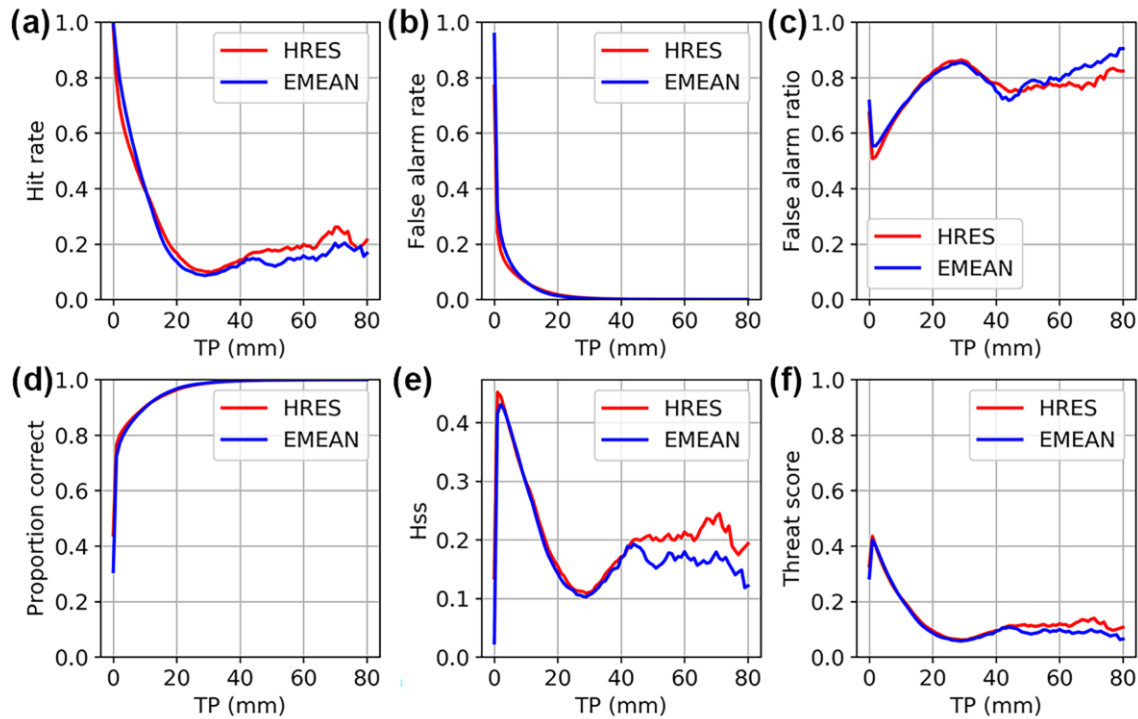 (a)
Hit rate
1.0
0.8
0.6
0.4
0.2
0.0
HRES
EMEAN
0 20 40 60 80
TP (mm)
(b)
False alarm rate
1.0
0.8
0.6
0.4
0.2
0.0
HRES
EMEAN
0 20 40 60 80
TP (mm)
(c)
False alarm ratio
1.0
0.8
0.6
0.4
0.2
0.0
HRES
EMEAN
0 20 40 60 80
TP (mm)
(d)
Proportion correct
1.0
0.8
0.6
0.4
0.2
0.0
HRES
EMEAN
0 20 40 60 80
TP (mm)
(e)
Hss
0.4
0.3
0.2
0.1
0.0
HRES
EMEAN
0 20 40 60 80
TP (mm)
(f)
Threat score
1.0
0.8
0.6
0.4
0.2
0.0
HRES
EMEAN
0 20 40 60 80
TP (mm)